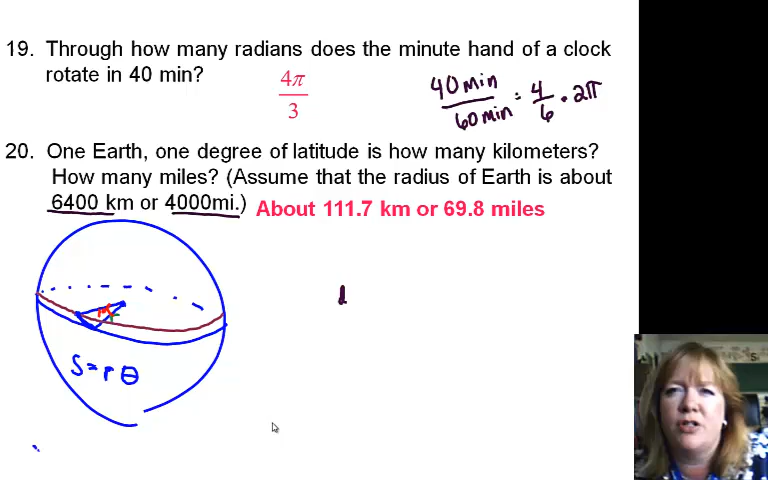 19. Through how many radians does the minute hand of a clock
rotate in 40 min?
4π
3
40 min
60 min
= 4/6 · 2π
20. One Earth, one degree of latitude is how many kilometers?
How many miles? (Assume that the radius of Earth is about
6400 km or 4000mi.) About 111.7 km or 69.8 miles
S = r θ